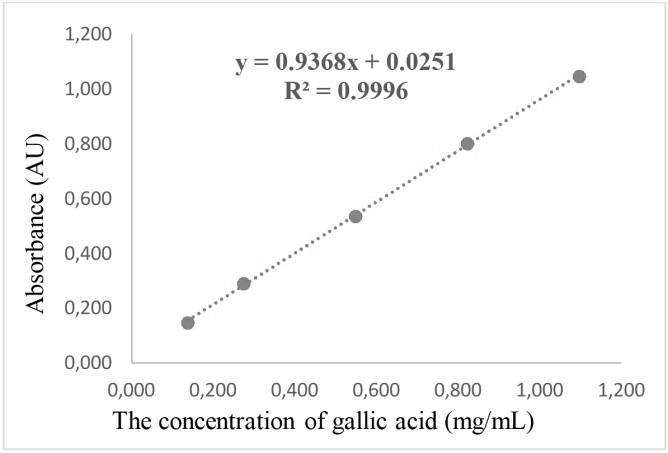 1,200
y = 0.9368x + 0.0251
R² = 0.9996
1,000
0,800
0,600
0,400
0,200
0,000
Absorbance (AU)
0,000 0,200 0,400 0,600 0,800 1,000 1,200
The concentration of gallic acid (mg/mL)